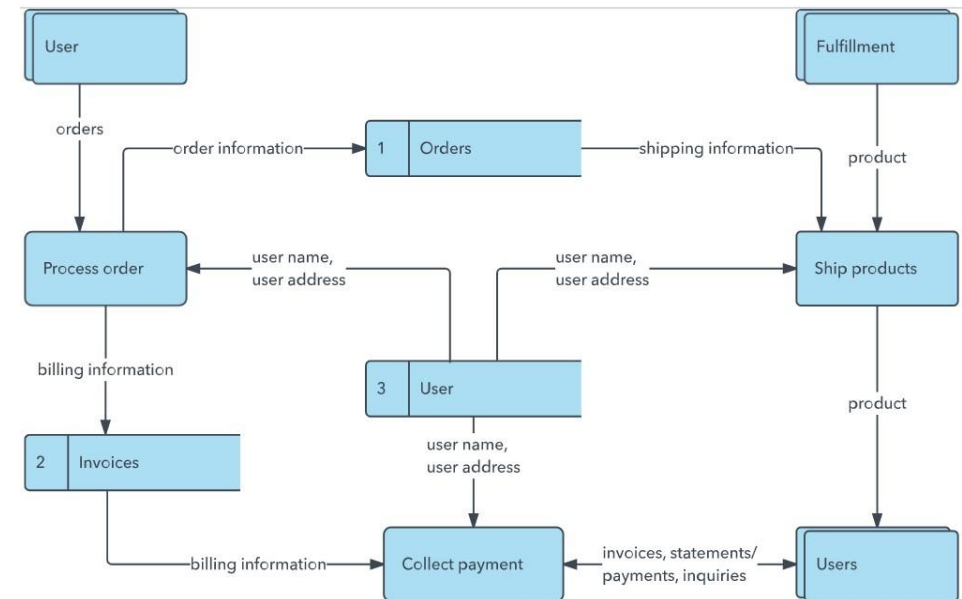 User
Fulfillment
orders
order information
1
Orders
shipping information
product
Process order
user name,
user address
user name,
user address
Ship products
billing information
3
User
product
user name,
user address
2
Invoices
billing information
Collect payment
invoices, statements/
payments, inquiries
Users